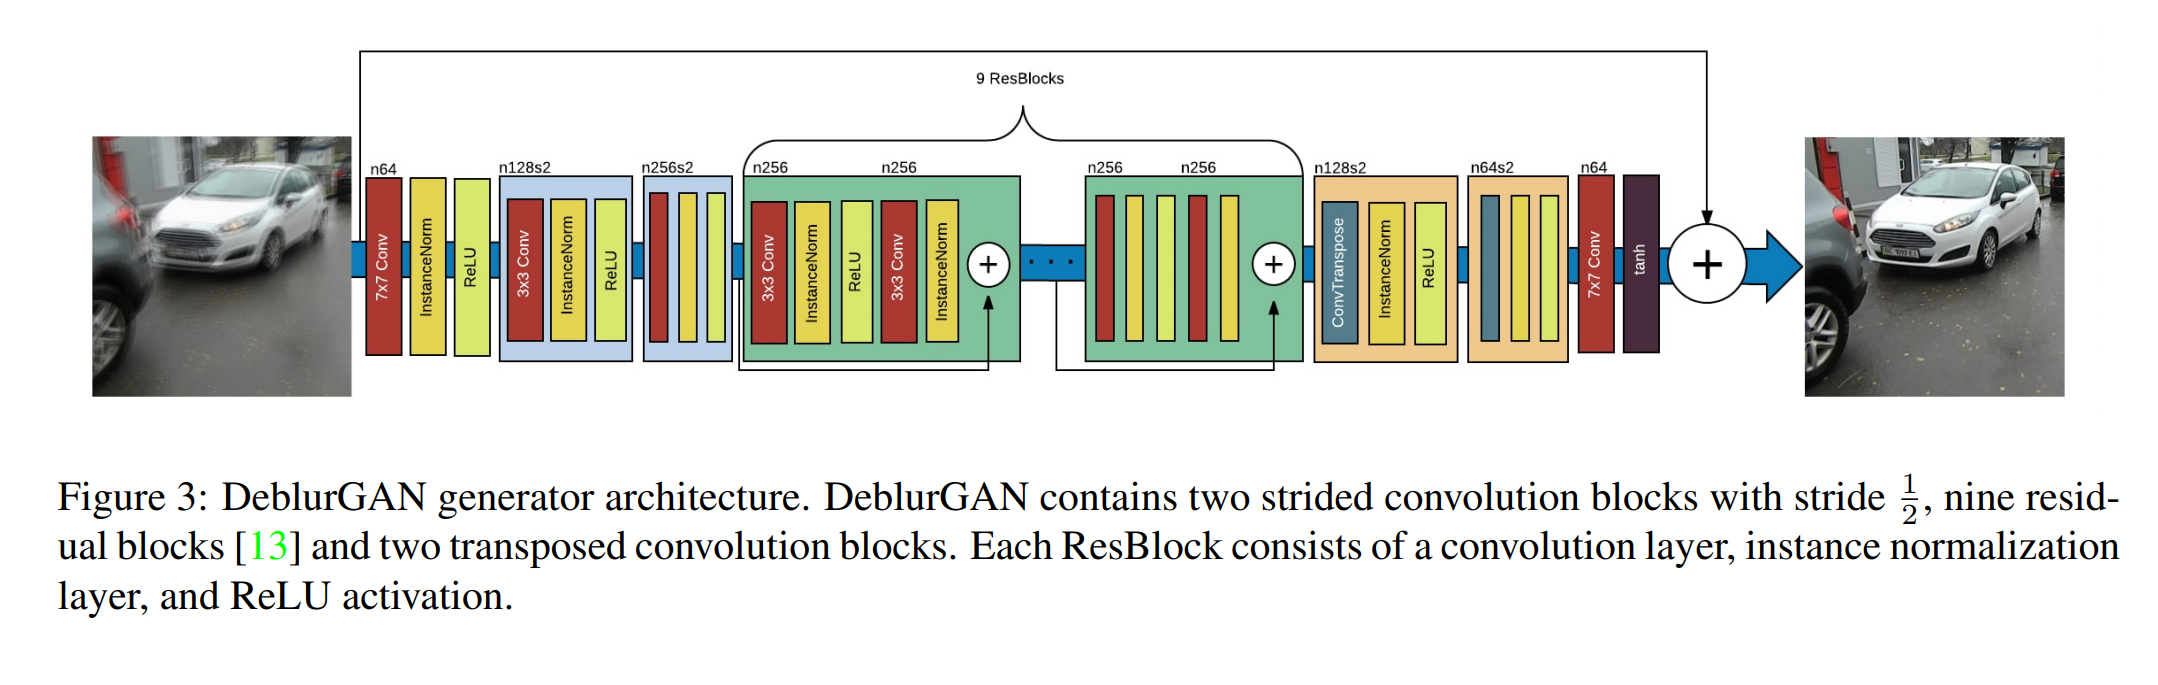 9 ResBlocks
n64
n128s2
n256s2
n256
n256
n256
n256
n128s2
n64s2
n64
7x7 Conv
InstanceNorm
ReLU
3x3 Conv
InstanceNorm
ReLU
3x3 Conv
InstanceNorm
ReLU
3x3 Conv
InstanceNorm
+
· · ·
+
ConvTranspose
InstanceNorm
ReLU
7x7 Conv
tanh
+
Figure 3: DeblurGAN generator architecture. DeblurGAN contains two strided convolution blocks with stride 1/2, nine resid-
ual blocks [13] and two transposed convolution blocks. Each ResBlock consists of a convolution layer, instance normalization
layer, and ReLU activation.